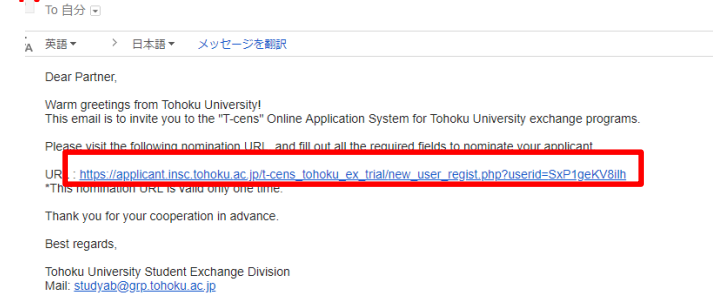 To 自分
英語 > 日本語 メッセージを翻訳
Dear Partner,
Warm greetings from Tohoku University!
This email is to invite you to the "T-cens" Online Application System for Tohoku University exchange programs.
Please visit the following nomination URL and fill out all the required fields to nominate your applicant
URL : https://applicant.insc.tohoku.ac.jp/t-cens_tohoku_ex_trial/new_user_regist.php?userid=SxP1geKV8ilh
*This nomination URL is valid only one time.
Thank you for your cooperation in advance.
Best regards,
Tohoku University Student Exchange Division
Mail: studyab@grp.tohoku.ac.jp